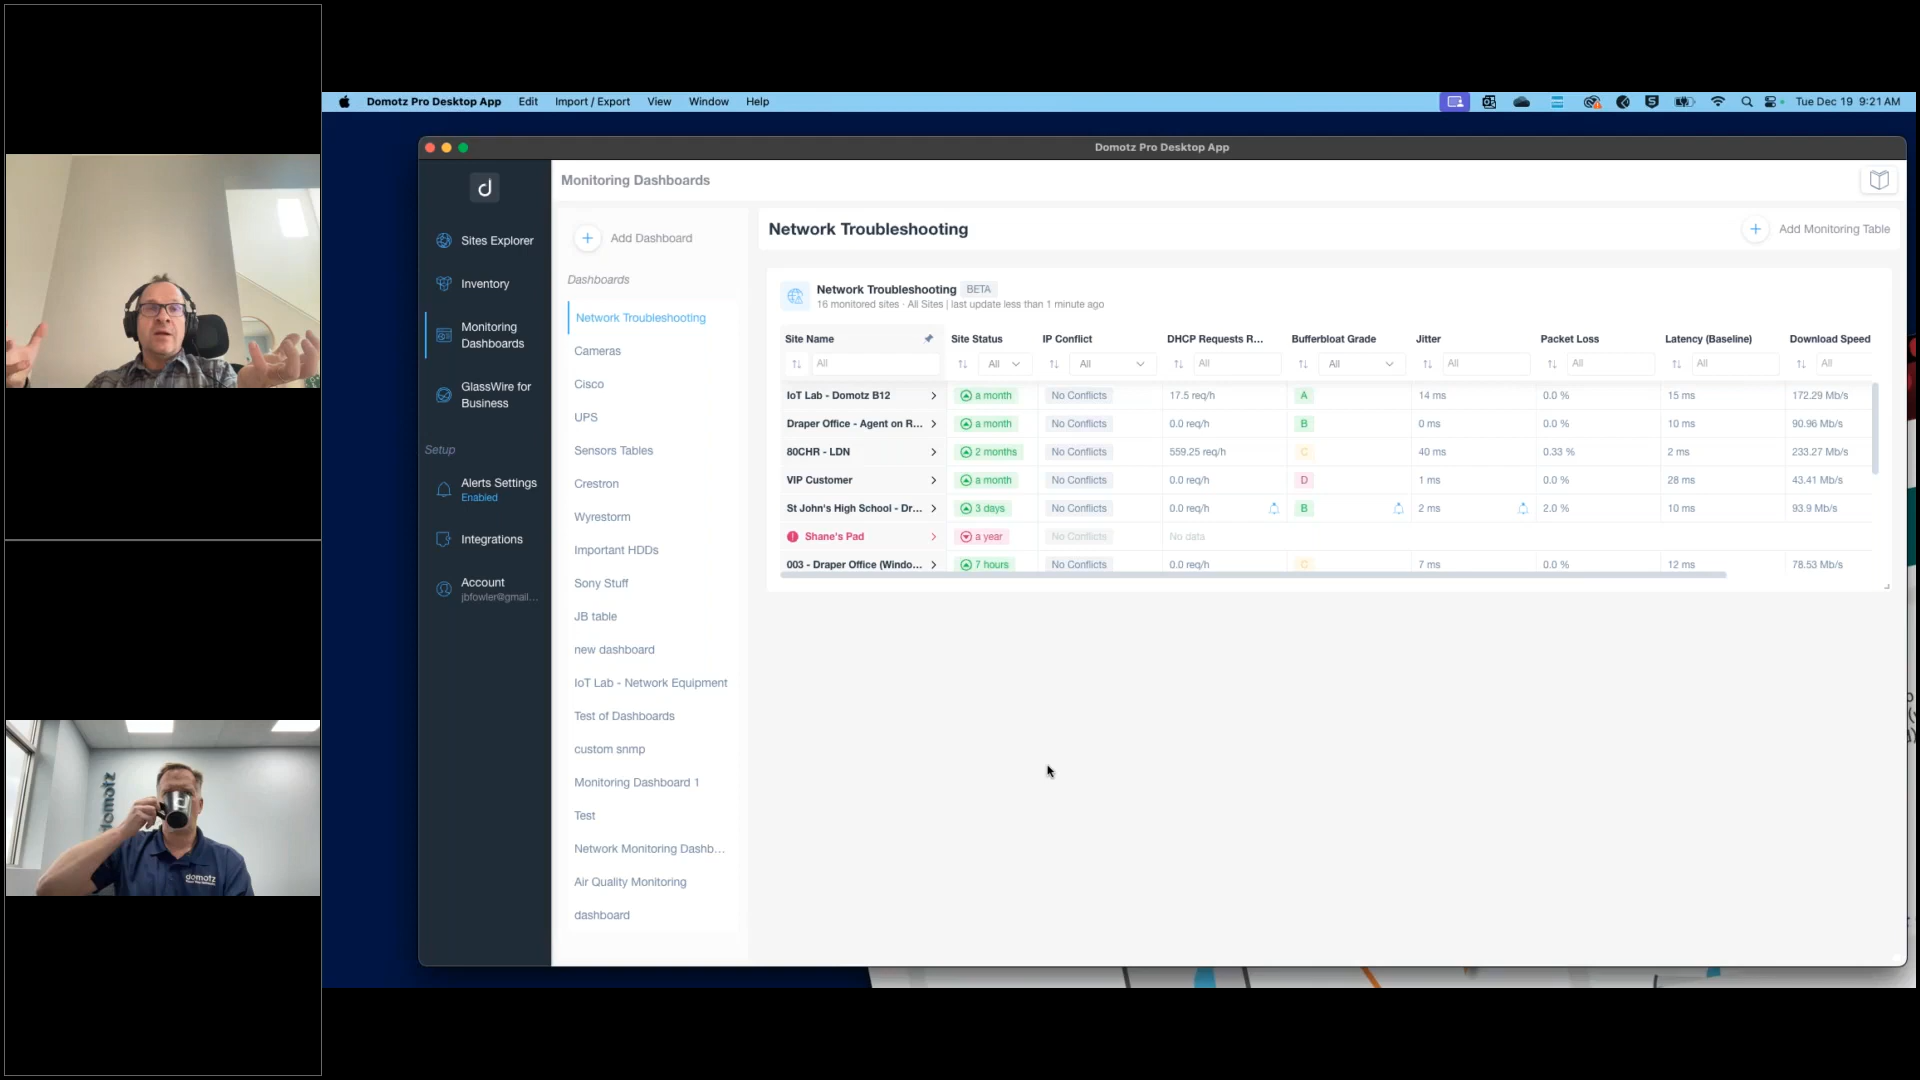 Domotz Pro Desktop App Edit Import / Export View Window Help
Tue Dec 19 9:21 AM
Domotz Pro Desktop App
Monitoring Dashboards
Sites Explorer
Inventory
Monitoring
Dashboards
GlassWire for
Business
Setup
Alerts Settings
Enabled
Integrations
Account
jbfowler@gmail...
Add Dashboard
Dashboards
Network Troubleshooting
Cameras
Cisco
UPS
Sensors Tables
Crestron
Wyrestorm
Important HDDs
Sony Stuff
JB table
new dashboard
IoT Lab - Network Equipment
Test of Dashboards
custom snmp
Monitoring Dashboard 1
Test
Network Monitoring Dashb...
Air Quality Monitoring
dashboard
Network Troubleshooting
Add Monitoring Table
Network Troubleshooting BETA
16 monitored sites · All Sites | last update less than 1 minute ago
Site Name Site Status IP Conflict DHCP Requests R... Bufferbloat Grade Jitter Packet Loss Latency (Baseline) Download Speed
All All All All All All All All All
IoT Lab - Domotz B12 a month No Conflicts 17.5 req/h A 14 ms 0.0 % 15 ms 172.29 Mb/s
Draper Office - Agent on R... a month No Conflicts 0.0 req/h B 0 ms 0.0 % 10 ms 90.96 Mb/s
80CHR - LDN 2 months No Conflicts 559.25 req/h C 40 ms 0.33 % 2 ms 233.27 Mb/s
VIP Customer a month No Conflicts 0.0 req/h D 1 ms 0.0 % 28 ms 43.41 Mb/s
St John's High School - Dr... 3 days No Conflicts 0.0 req/h B 2 ms 2.0 % 10 ms 93.9 Mb/s
Shane's Pad a year No Conflicts No data
003 - Draper Office (Windo... 7 hours No Conflicts 0.0 req/h C 7 ms 0.0 % 12 ms 78.53 Mb/s
domotz
domotz